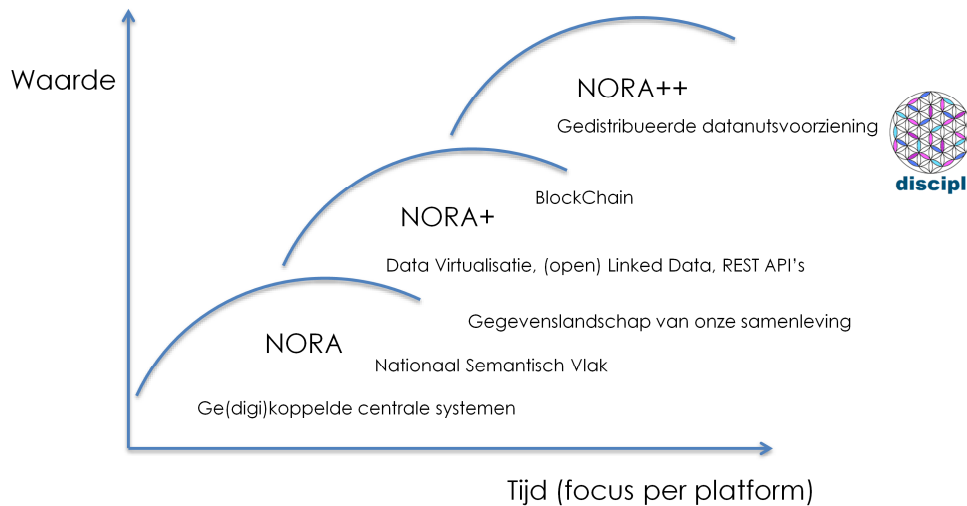 Waarde
NORA++
Gedistribueerde datanutsvoorziening
discipl
BlockChain
NORA+
Data Virtualisatie, (open) Linked Data, REST API's
Gegevenslandschap van onze samenleving
NORA
Nationaal Semantisch Vlak
Ge(digi)koppelde centrale systemen
Tijd (focus per platform)